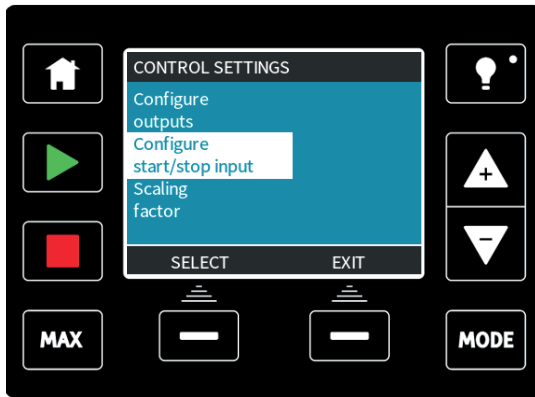 CONTROL SETTINGS
Configure
outputs
Configure
start/stop input
Scaling
factor
SELECT EXIT
MAX
MODE